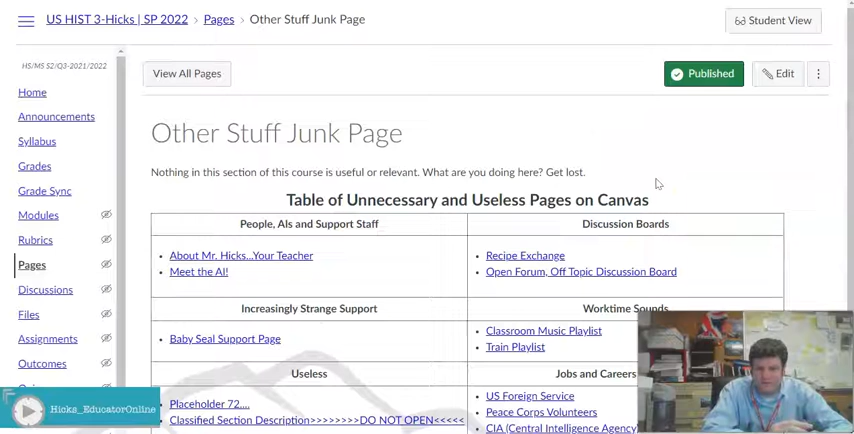 US HIST 3-Hicks | SP 2022 > Pages > Other Stuff Junk Page
Student View
HS/MS S2/Q3-2021/2022
Home
Announcements
Syllabus
Grades
Grade Sync
Modules
Rubrics
Pages
Discussions
Files
Assignments
Outcomes
View All Pages
Published
Edit
Other Stuff Junk Page
Nothing in this section of this course is useful or relevant. What are you doing here? Get lost.
Table of Unnecessary and Useless Pages on Canvas
People, AIs and Support Staff
Discussion Boards
About Mr. Hicks...Your Teacher
Meet the AI!
Recipe Exchange
Open Forum, Off Topic Discussion Board
Increasingly Strange Support
Worktime Sounds
Baby Seal Support Page
Classroom Music Playlist
Train Playlist
Useless
Jobs and Careers
Placeholder 72....
Classified Section Description>>>>>>>>DO NOT OPEN<<<<<
US Foreign Service
Peace Corps Volunteers
CIA (Central Intelligence Agency)
Hicks_EducatorOnline